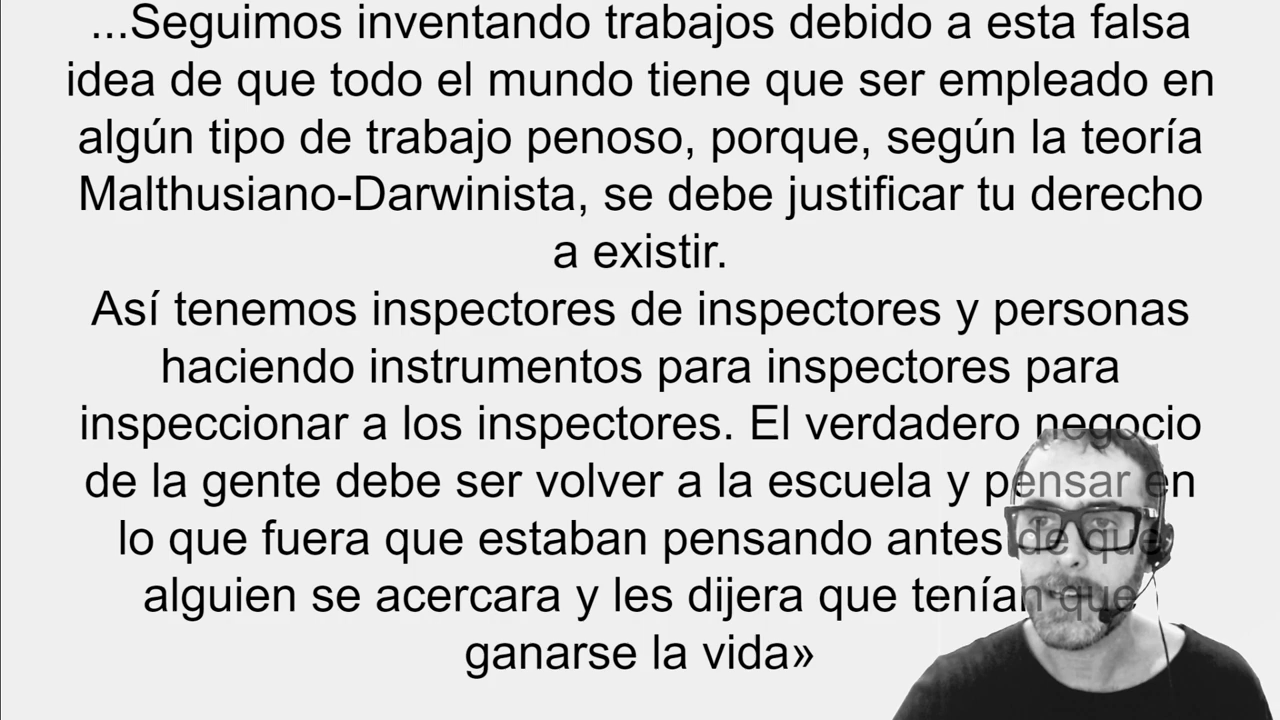 ...Seguimos inventando trabajos debido a esta falsa
idea de que todo el mundo tiene que ser empleado en
algún tipo de trabajo penoso, porque, según la teoría
Malthusiano-Darwinista, se debe justificar tu derecho
a existir.
Así tenemos inspectores de inspectores y personas
haciendo instrumentos para inspectores para
inspeccionar a los inspectores. El verdadero negocio
de la gente debe ser volver a la escuela y pensar en
lo que fuera que estaban pensando antes de que
alguien se acercara y les dijera que tenían que
ganarse la vida»